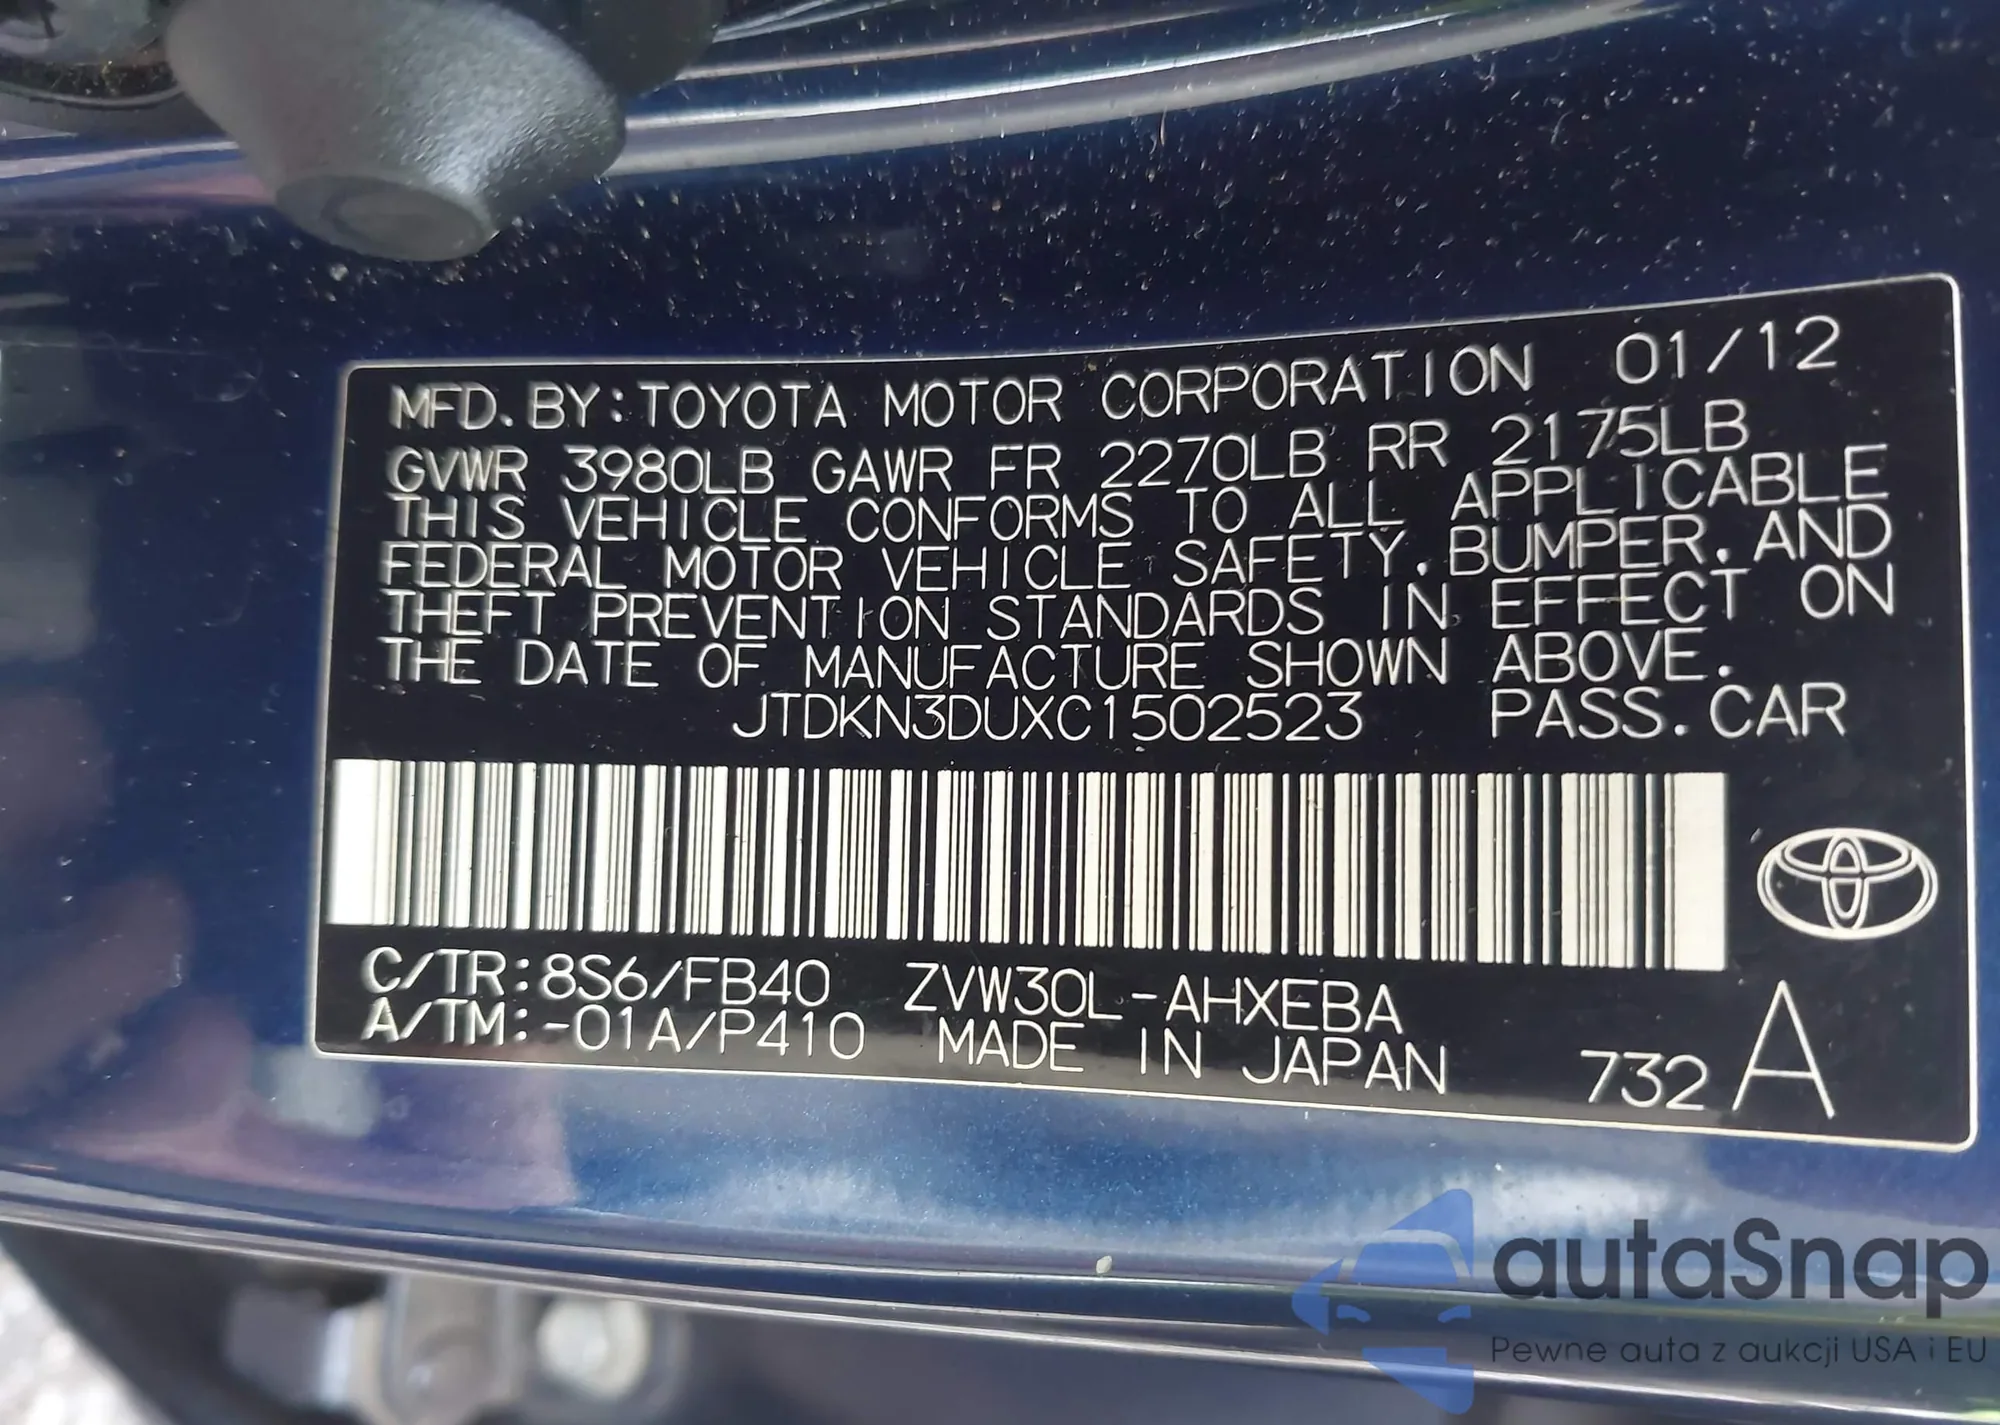 MFD. BY: TOYOTA MOTOR CORPORATION 01/12
GVWR 3980LB GAWR FR 2270LB RR 2175LB
THIS VEHICLE CONFORMS TO ALL APPLICABLE
FEDERAL MOTOR VEHICLE SAFETY, BUMPER, AND
THEFT PREVENTION STANDARDS IN EFFECT ON
THE DATE OF MANUFACTURE SHOWN ABOVE.
JTDKN3DUXC1502523 PASS. CAR
C/TR: 8S6/FB40 ZVW30L-AHXEBA
A/TM: -01A/P410 MADE IN JAPAN 732 A
autaSnap
Pewne auta z aukcji USA i EU